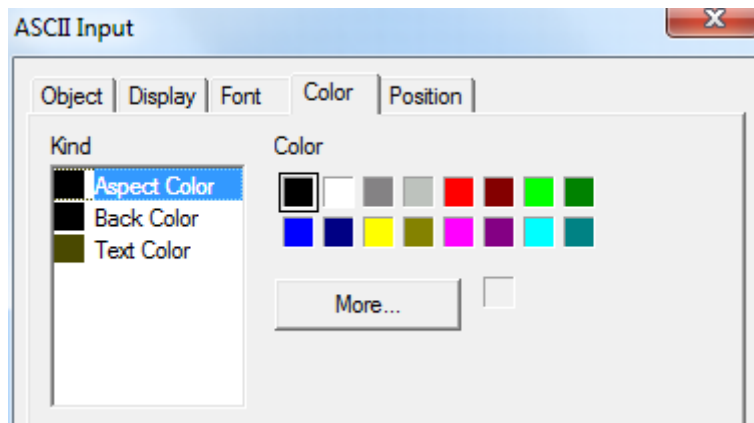 ASCII Input
Object Display Font Color Position
Kind
Color
Aspect Color
Back Color
Text Color
More...